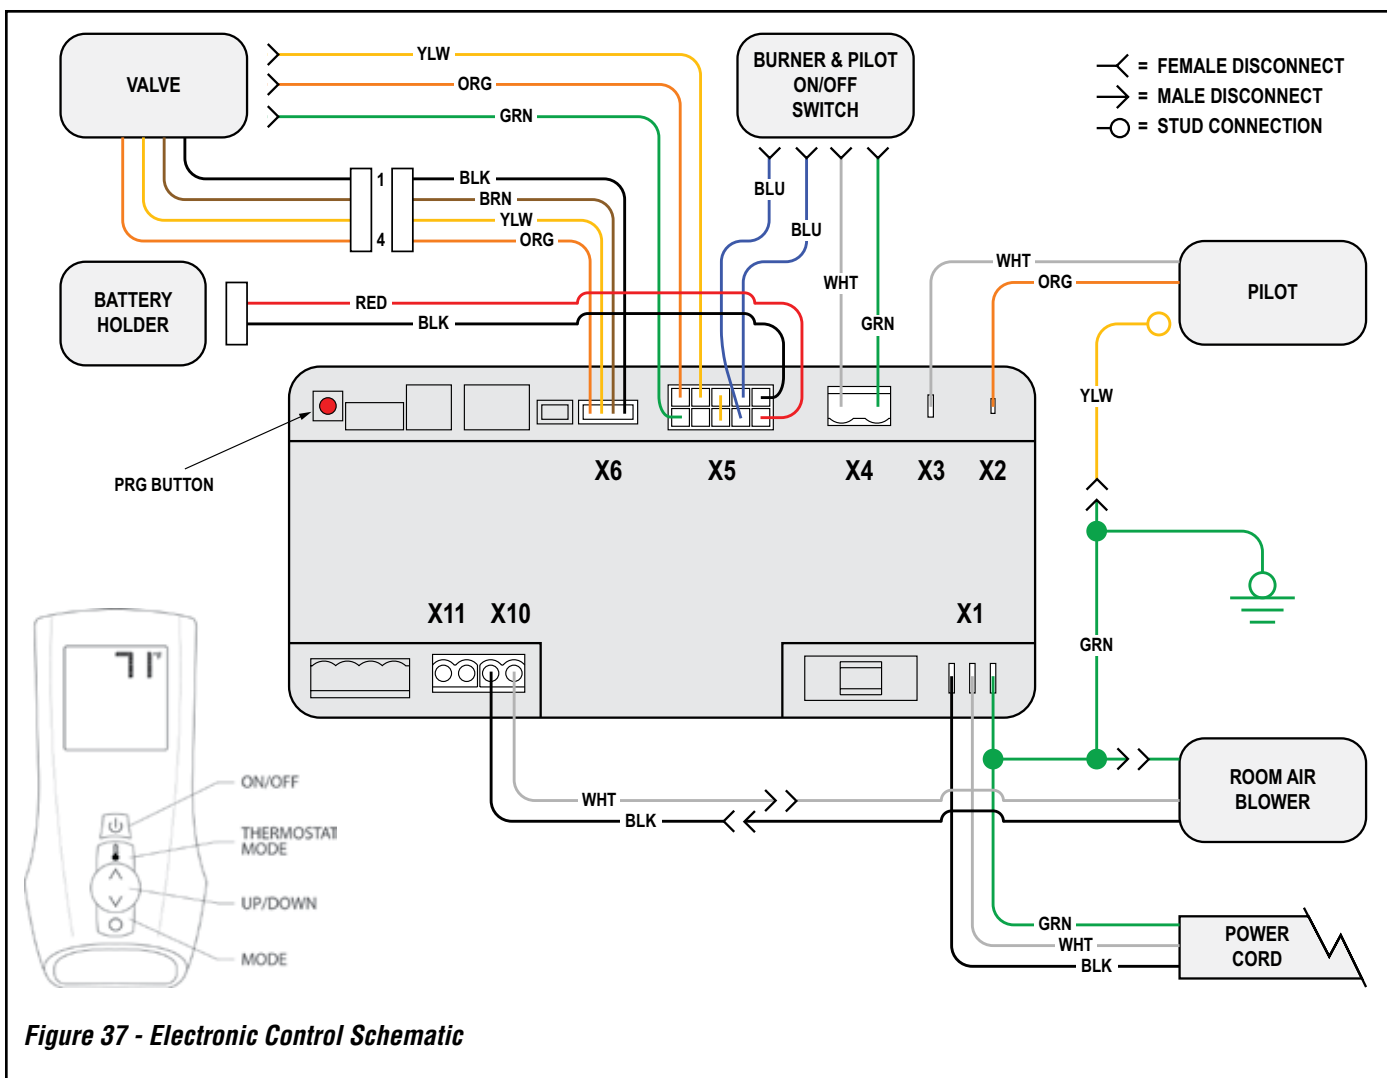 VALVE
YLW
ORG
GRN
BURNER & PILOT
ON/OFF
SWITCH
= FEMALE DISCONNECT
= MALE DISCONNECT
= STUD CONNECTION
1
4
BLK
BRN
YLW
ORG
BLU
BLU
WHT
GRN
BATTERY
HOLDER
RED
BLK
WHT
ORG
PILOT
YLW
PRG BUTTON
X6
X5
X4
X3
X2
X11
X10
X1
GRN
71°F
ON/OFF
THERMOSTAT
MODE
UP/DOWN
MODE
WHT
BLK
ROOM AIR
BLOWER
GRN
WHT
BLK
POWER
CORD
Figure 37 - Electronic Control Schematic